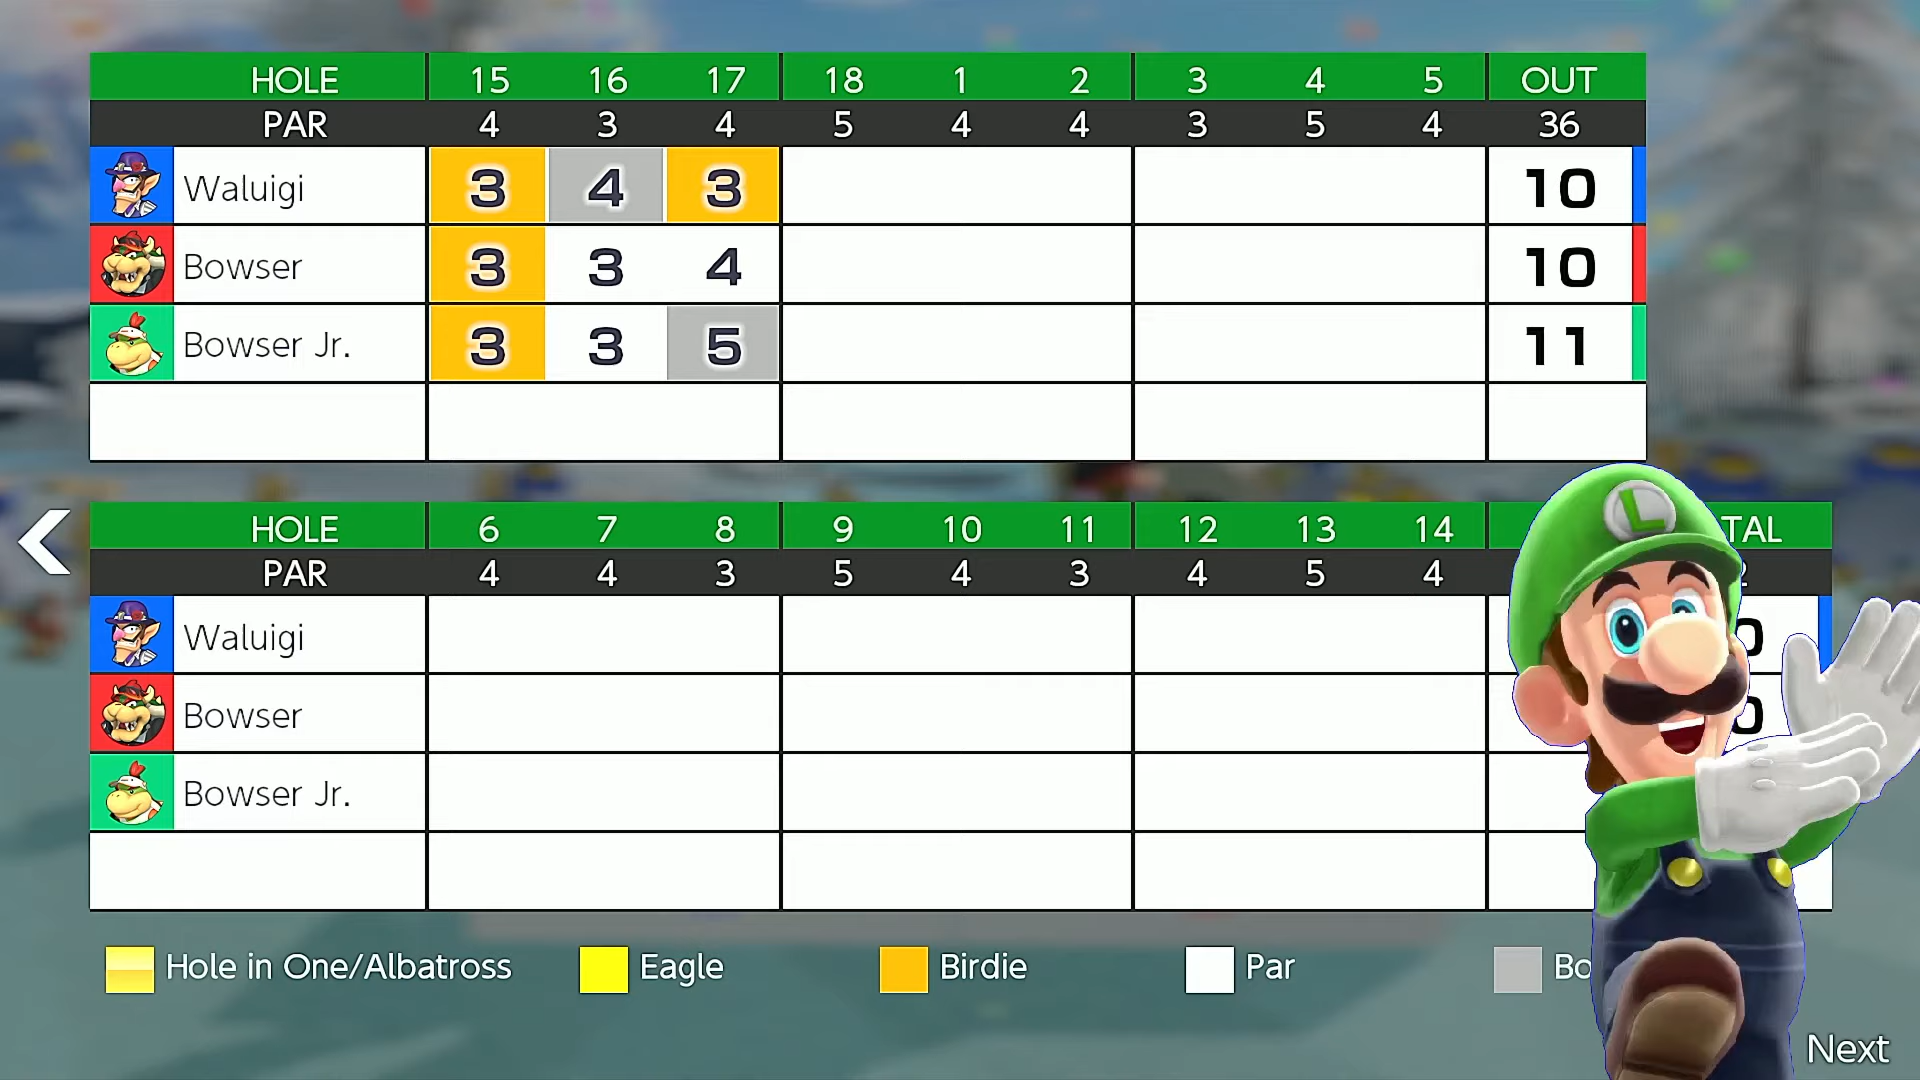 HOLE 15 16 17 18 1 2 3 4 5 OUT
PAR 4 3 4 5 4 4 3 5 4 36
Waluigi 3 4 3 10
Bowser 3 3 4 10
Bowser Jr. 3 3 5 11
HOLE 6 7 8 9 10 11 12 13 14 TAL
PAR 4 4 3 5 4 3 4 5 4
L
Waluigi
Bowser
Bowser Jr.
Hole in One/Albatross Eagle Birdie Par Bo
Next